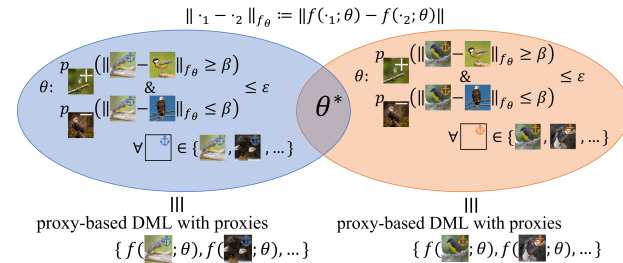 ‖ ·₁ − ·₂ ‖_{f_θ} ≔ ‖f(·₁; θ) − f(·₂; θ)‖
θ: p₊(‖ − ‖_{f_θ} ≥ β) & p₋(‖ − ‖_{f_θ} ≤ β) ≤ ε
∀ ∈ { , , …}
θ*
θ: p₊(‖ − ‖_{f_θ} ≥ β) & p₋(‖ − ‖_{f_θ} ≤ β) ≤ ε
∀ ∈ { , , …}
proxy-based DML with proxies
{ f( ; θ), f( ; θ), … }
proxy-based DML with proxies
{ f( ; θ), f( ; θ), … }